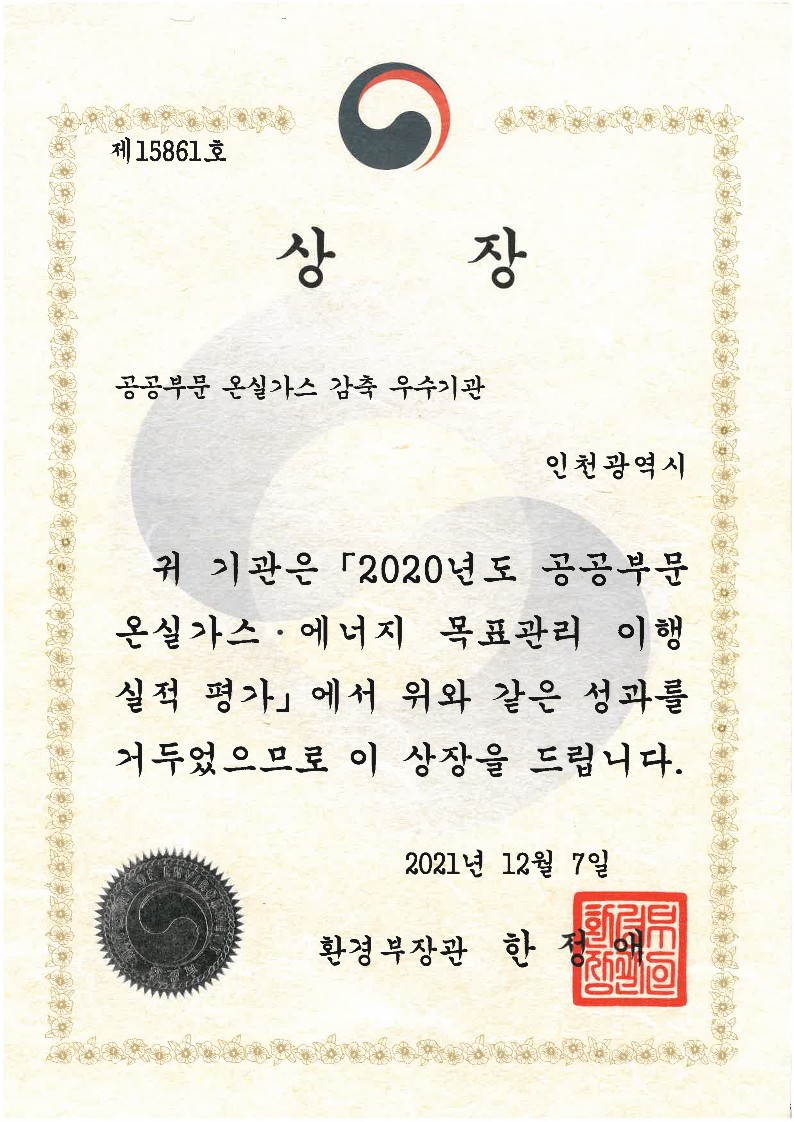 제15861호
상 장
공공부문 온실가스 감축 우수기관
인천광역시
귀 기관은 「2020년도 공공부문
온실가스·에너지 목표관리 이행
실적 평가」에서 위와 같은 성과를
거두었으므로 이 상장을 드립니다.
2021년 12월 7일
환경부장관 한정애